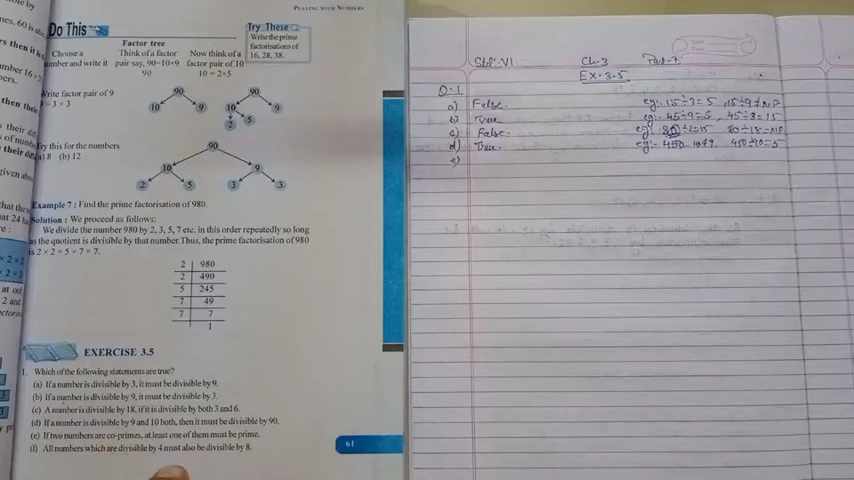 PLAYING WITH NUMBERS
Do This
Try These
Write the prime
factorisations of
16, 28, 38.
Factor tree
Choose a
number and write it
Think of a factor
pair say, 90=10×9
90
Now think of a
factor pair of 10
10 = 2×5
Write factor pair of 9
= 3 × 3
90
10 9
90
10 9
2 5
Try this for the numbers
(a) 8 (b) 12
90
10 9
2 5 3 3
Example 7 : Find the prime factorisation of 980.
Solution : We proceed as follows:
We divide the number 980 by 2, 3, 5, 7 etc. in this order repeatedly so long
as the quotient is divisible by that number. Thus, the prime factorisation of 980
is 2 × 2 × 5 × 7 × 7.
2 980
2 490
5 245
7 49
7 7
1
EXERCISE 3.5
1. Which of the following statements are true?
(a) If a number is divisible by 3, it must be divisible by 9.
(b) If a number is divisible by 9, it must be divisible by 3.
(c) A number is divisible by 18, if it is divisible by both 3 and 6.
(d) If a number is divisible by 9 and 10 both, then it must be divisible by 90.
(e) If two numbers are co-primes, at least one of them must be prime.
(f) All numbers which are divisible by 4 must also be divisible by 8.
61
Std:-VI Ch-3
Ex-3.5
Q-1
a) False. eg:-15÷3=5
b) True eg:-45÷9=5, 45÷3=15
c) False.
d) True.
e)